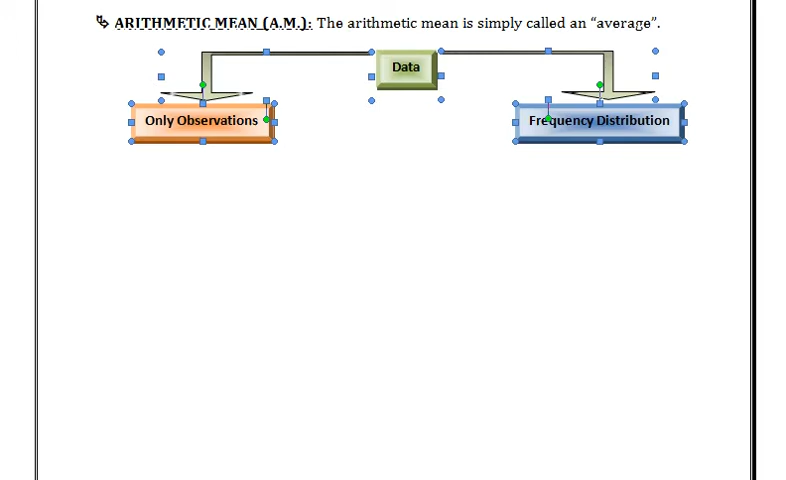 ARITHMETIC MEAN (A.M.): The arithmetic mean is simply called an “average”.
Data
Only Observations
Frequency Distribution